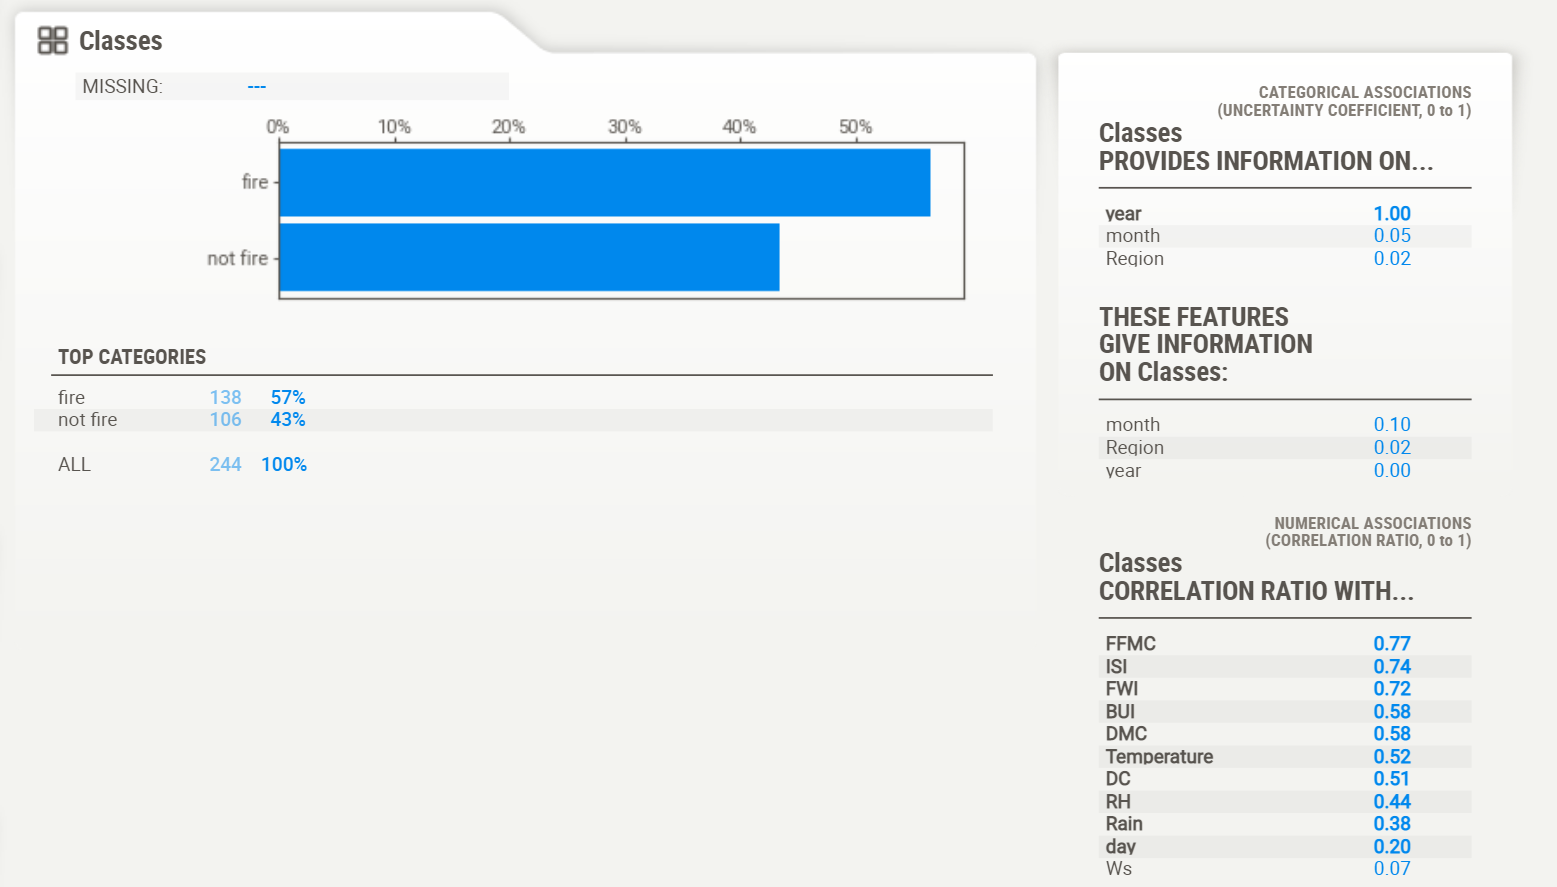 Classes
MISSING: ---
0% 10% 20% 30% 40% 50%
fire
not fire
TOP CATEGORIES
fire 138 57%
not fire 106 43%
ALL 244 100%
CATEGORICAL ASSOCIATIONS
(UNCERTAINTY COEFFICIENT, 0 to 1)
Classes
PROVIDES INFORMATION ON...
year 1.00
month 0.05
Region 0.02
THESE FEATURES
GIVE INFORMATION
ON Classes:
month 0.10
Region 0.02
year 0.00
NUMERICAL ASSOCIATIONS
(CORRELATION RATIO, 0 to 1)
Classes
CORRELATION RATIO WITH...
FFMC 0.77
ISI 0.74
FWI 0.72
BUI 0.58
DMC 0.58
Temperature 0.52
DC 0.51
RH 0.44
Rain 0.38
day 0.20
Ws 0.07